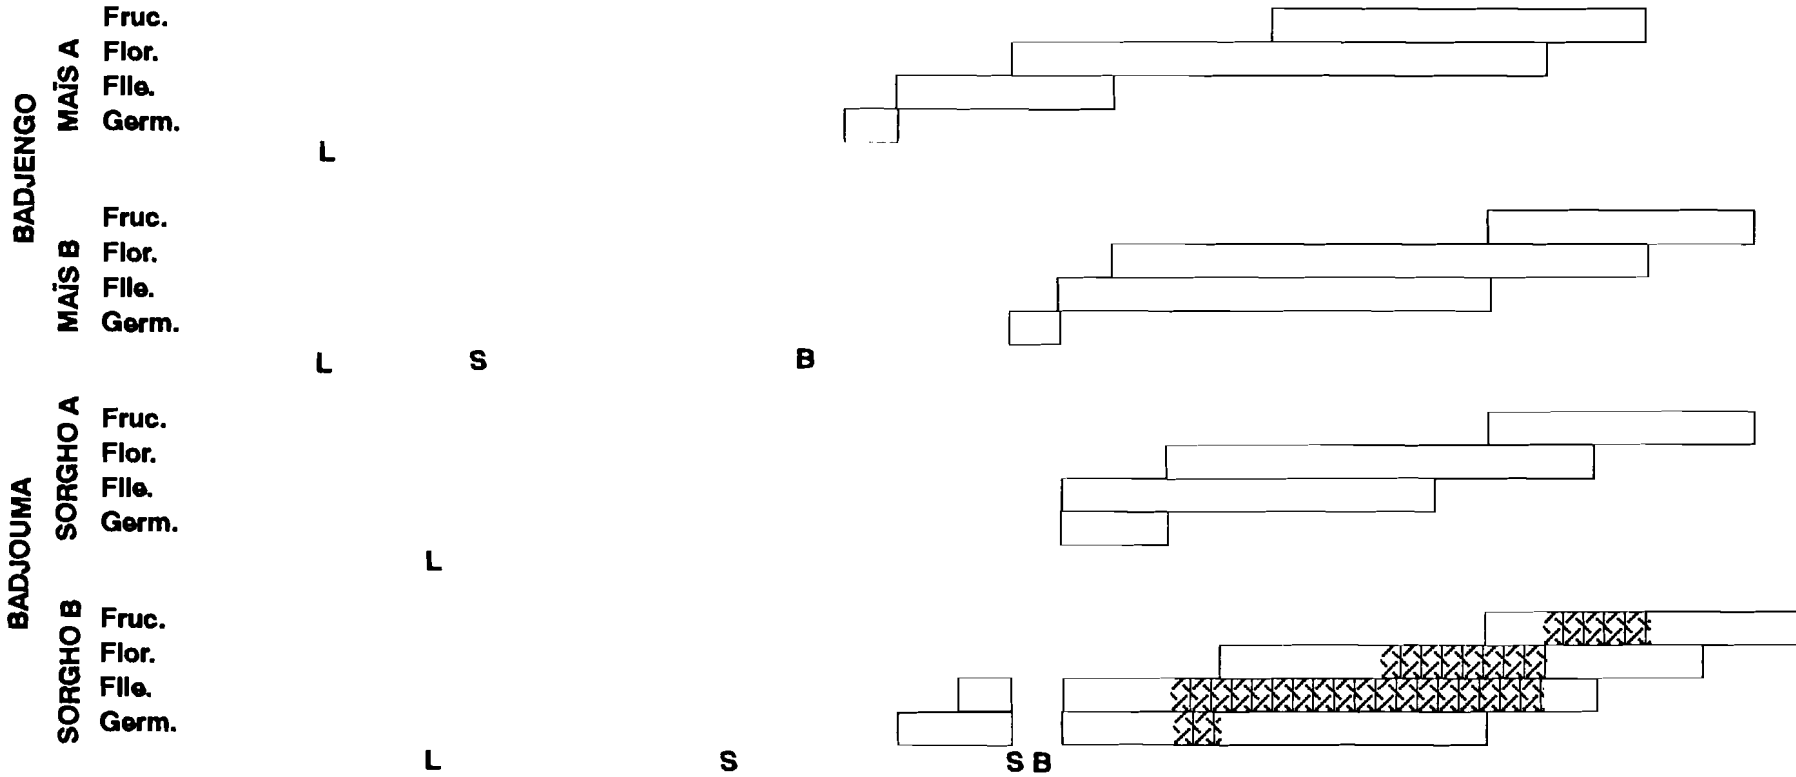 BADJENGO
MAÏS A
Fruc.
Flor.
Flle.
Germ.
L
MAÏS B
Fruc.
Flor.
Flle.
Germ.
L S B
BADJOUMA
SORGHO A
Fruc.
Flor.
Flle.
Germ.
L
SORGHO B
Fruc.
Flor.
Flle.
Germ.
L S S B